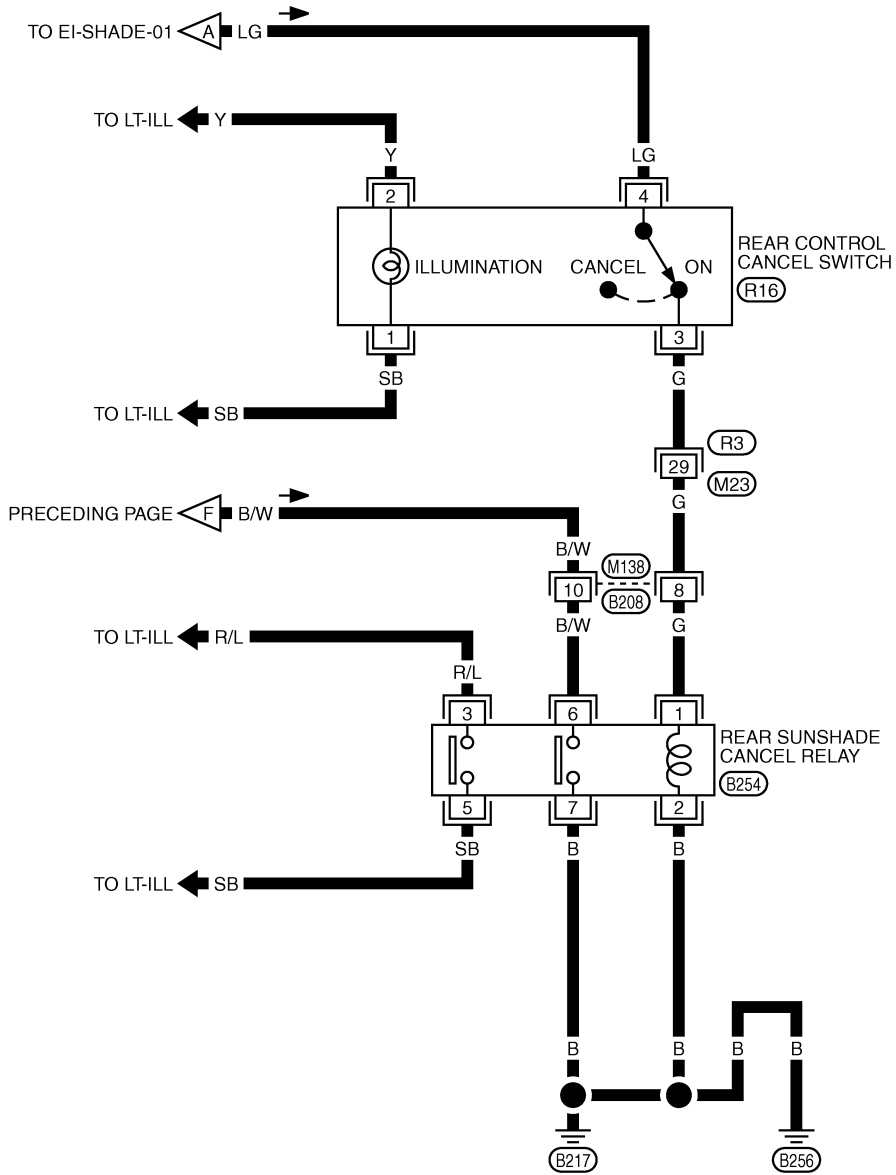 TO EI-SHADE-01 A LG
TO LT-ILL Y
Y
LG
2
4
ILLUMINATION
CANCEL
ON
REAR CONTROL
CANCEL SWITCH
R16
1
3
SB
G
TO LT-ILL SB
R3
29
M23
G
PRECEDING PAGE F B/W
B/W
M138
10
8
B208
B/W
G
TO LT-ILL R/L
R/L
3
6
1
REAR SUNSHADE
CANCEL RELAY
B254
5
7
2
SB
B
B
TO LT-ILL SB
B
B
B
B
B217
B256